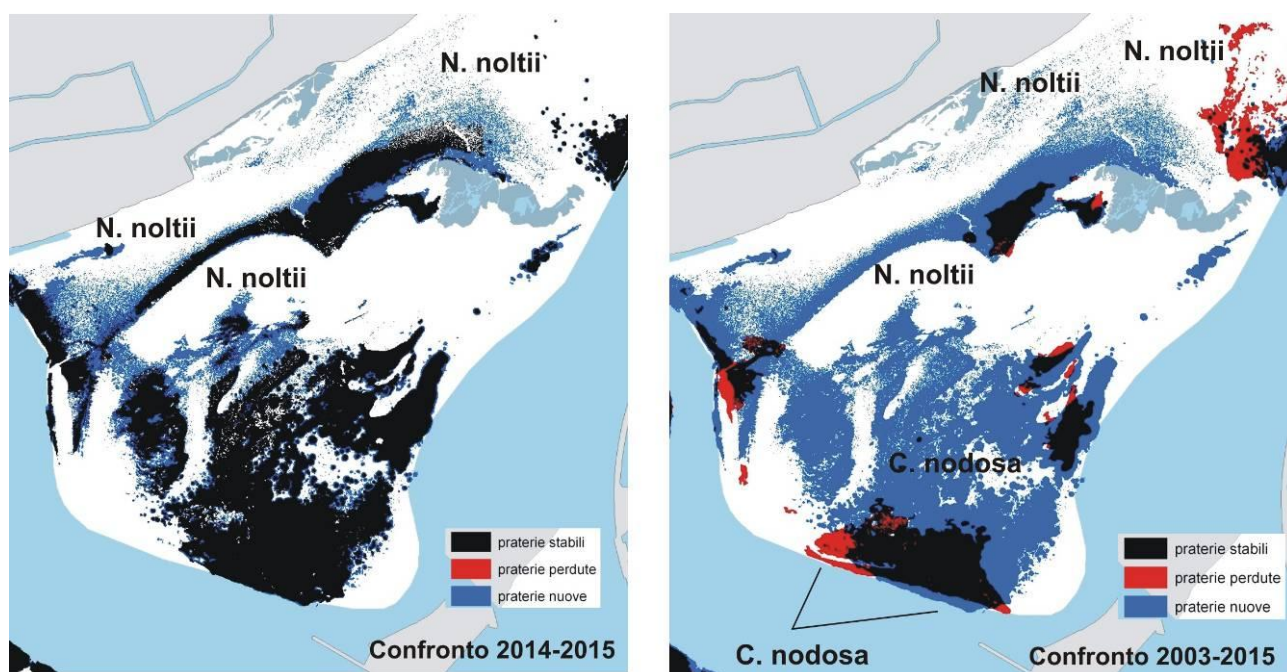 N. noltii
N. noltii
N. noltii
praterie stabili
praterie perdute
praterie nuove
Confronto 2014-2015
N. noltii
N. noltii
N. noltii
C. nodosa
praterie stabili
praterie perdute
praterie nuove
C. nodosa
Confronto 2003-2015